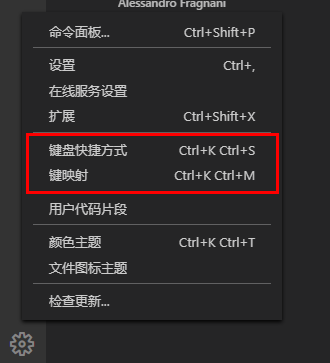 Alessandro Fragnani
命令面板... Ctrl+Shift+P
设置 Ctrl+,
在线服务设置
扩展 Ctrl+Shift+X
键盘快捷方式 Ctrl+K Ctrl+S
键映射 Ctrl+K Ctrl+M
用户代码片段
颜色主题 Ctrl+K Ctrl+T
文件图标主题
检查更新...